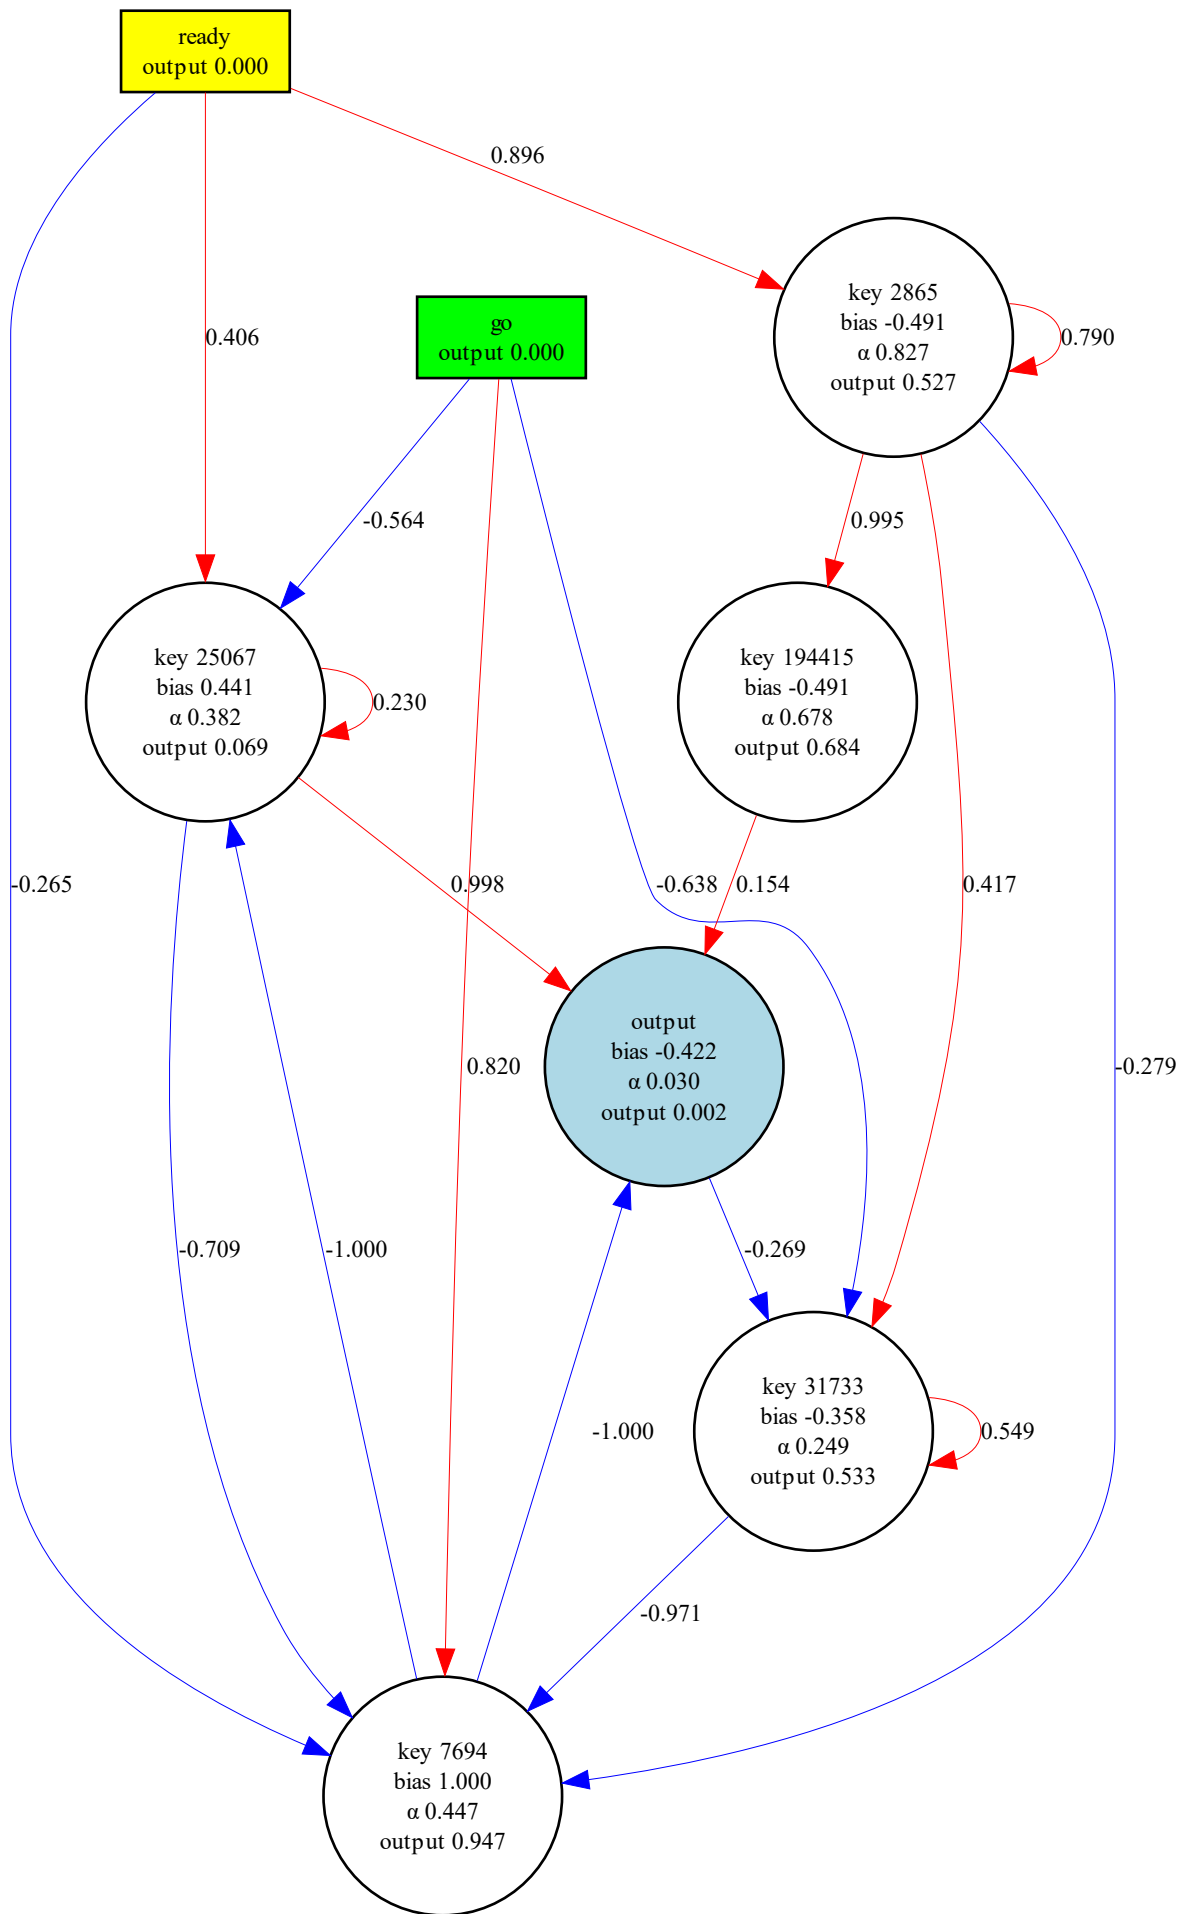 ready
output 0.000
0.896
key 2865
bias -0.491
α 0.827
output 0.527
0.790
go
output 0.000
0.406
-0.564
0.995
key 25067
bias 0.441
α 0.382
output 0.069
0.230
key 194415
bias -0.491
α 0.678
output 0.684
-0.265
0.998
-0.638
0.154
0.417
output
bias -0.422
α 0.030
output 0.002
0.820
-0.279
-0.709
-1.000
-0.269
key 31733
bias -0.358
α 0.249
output 0.533
-1.000
0.549
-0.971
key 7694
bias 1.000
α 0.447
output 0.947